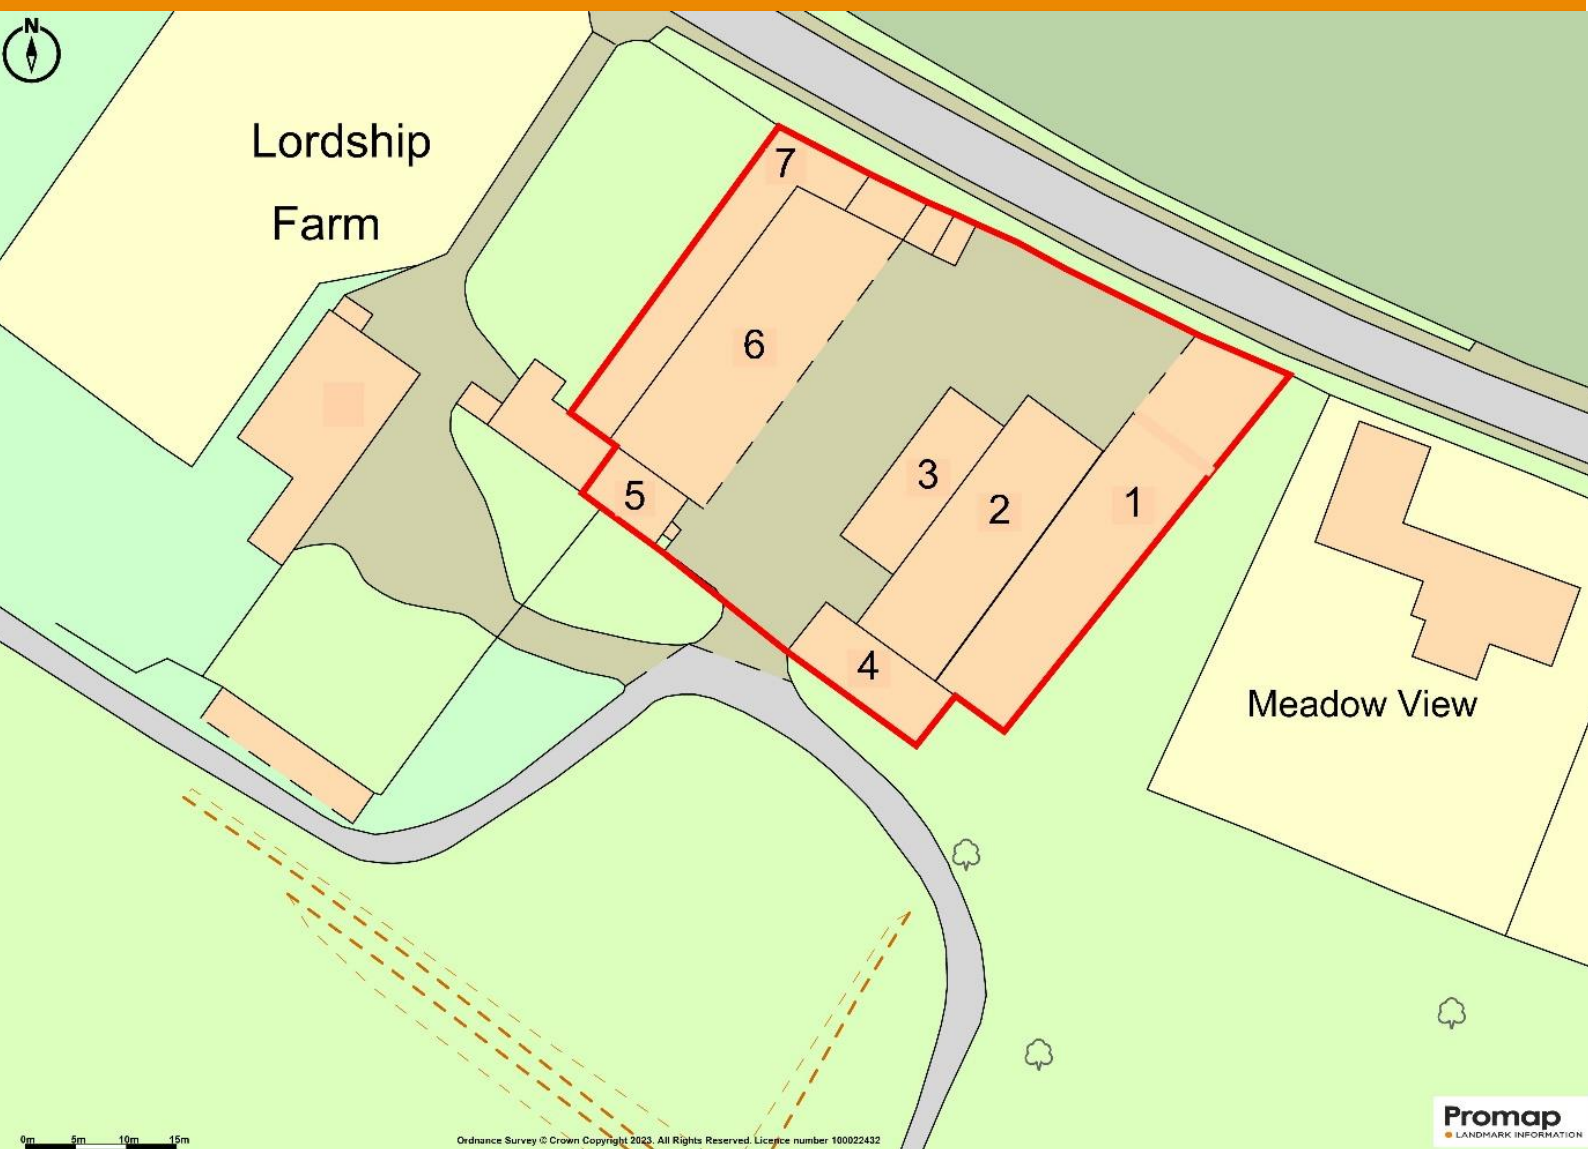 N
Lordship
Farm
7
6
5
3
2
1
4
Meadow View
0m 5m 10m 15m
Ordnance Survey © Crown Copyright 2023. All Rights Reserved. Licence number 100022432
Promap
LANDMARK INFORMATION